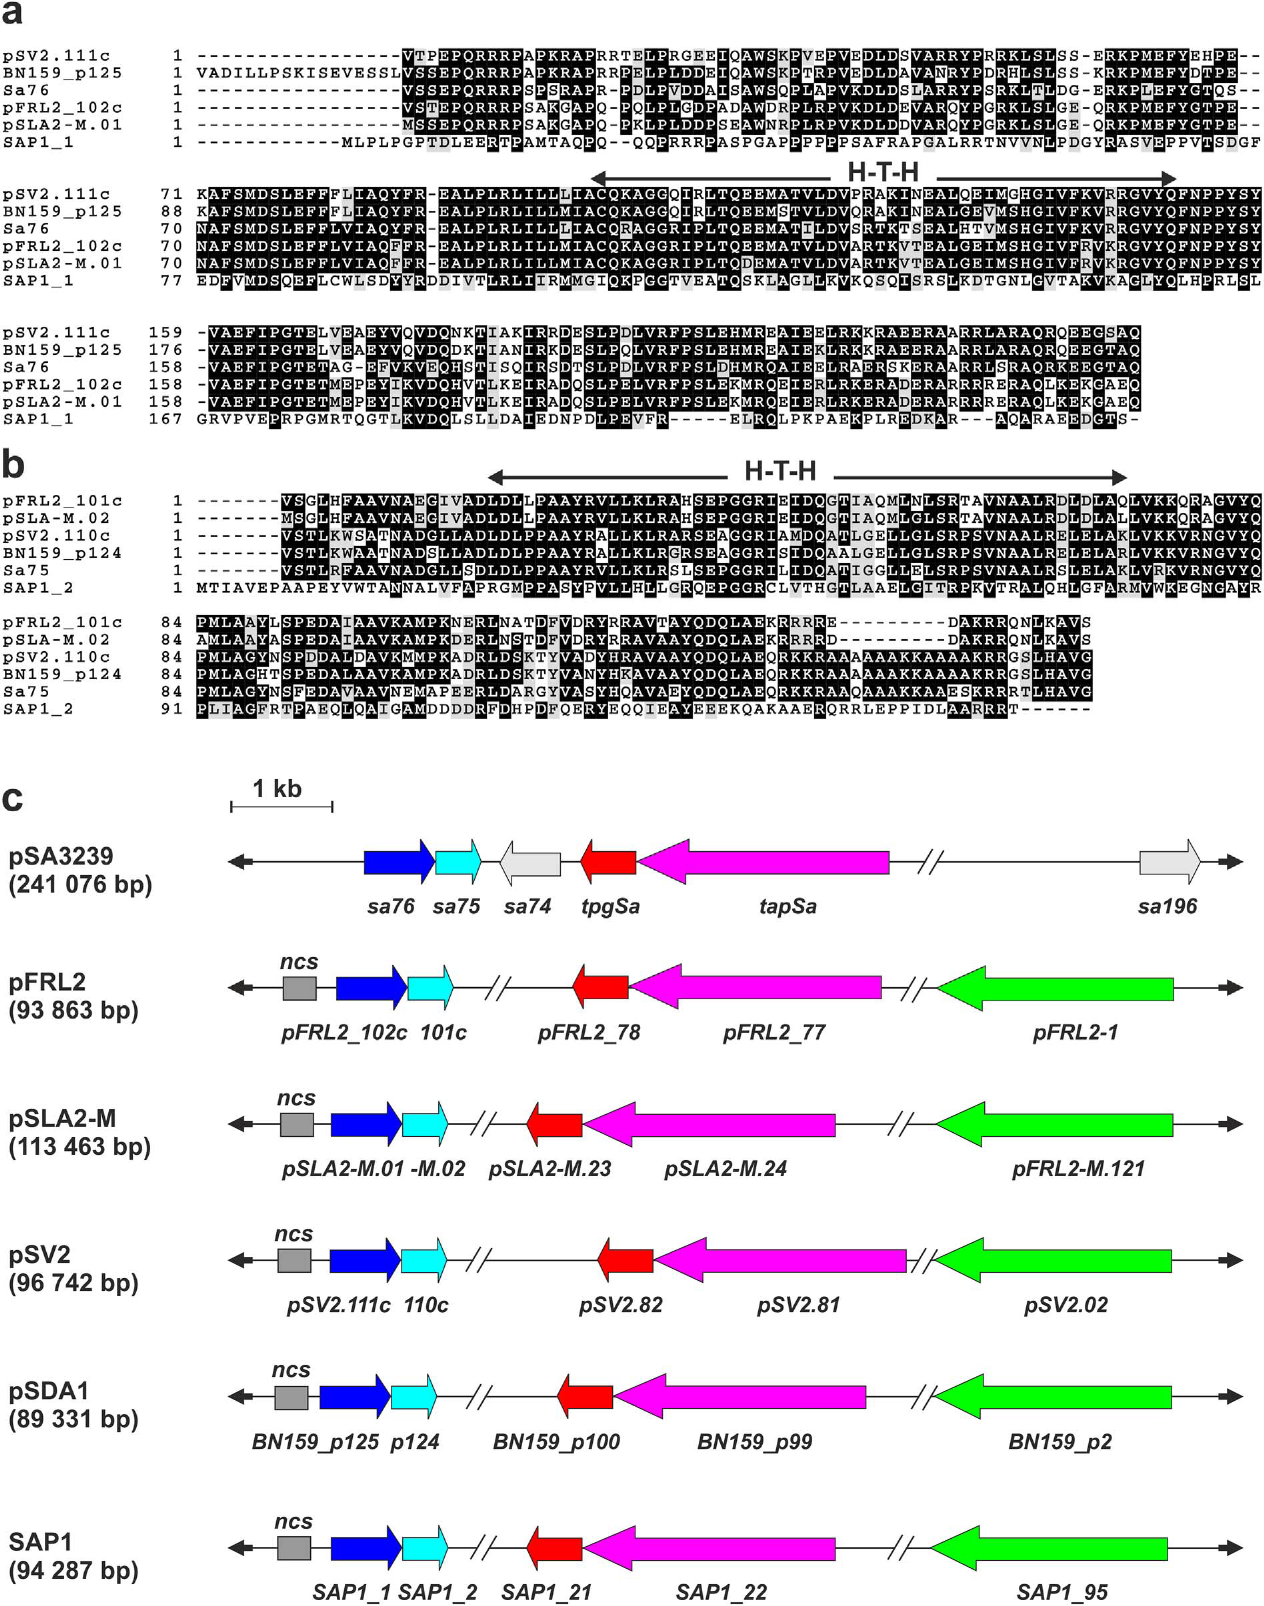 a
pSV2.111c 1 -----------------VTPEPQRRRPAPKRAPRRTELPRGEEIQAWSKPVEPVEDLDSVARRYPRRKLSLSS-ERKPMEFYEHPE--
BN159_p125 1 VADILLPSKISEVESSLVSSEPQRRRPAPKRAPRRPELPLDDEIQAWSKPTRPVEDLDAVANRYPDRHLSLSS-KRKPMEFYDTPE--
Sa76 1 -----------------VSSEPQRRRPSPSRAPR-PDLPVDDAISAWSQPLAPVKDLDSLARRYPSRKLTLDG-ERKPLEFYGTQS--
pFRL2_102c 1 -----------------VSTEPQRRRPSAKGAPQ-PQLPLGDPADAWDRPLRPVKDLDEVARQYPGRKLSLGE-QRKPMEFYGTPE--
pSLA2-M.01 1 -----------------MSSEPQRRRPSAKGAPQ-PKLPLDDPSEAWNRPLRPVKDLDDVARQYPGRKLSLGE-QRKPMEFYGTPE--
SAP1_1 1 ------------MLPLPGPTDLEERTPAMTAGPQ--QQPRRRPASPGAPPPPPPSAFRAPGALRRTNVVNLPDGYRASVEPPVTSDGF
H-T-H
pSV2.111c 71 KAFSMDSLEFFFLIAQYFR-EALPLRLILLLLIACQKAGGQIRLTQEEMATVLDVPRAKINEALQEIMGHGIVFKVRRGVYQFNPPYSY
BN159_p125 88 KAFSMDSLEFFFLIAQYFR-EALPLRLILLMIACQKAGGQIRLTQEEMSTVLDVQRAKINEALGEVMSHGIVFKVRRGVYQFNPPYSY
Sa76 70 NAFSMDSLEFFLVIAQYFR-EALPLRLILLLIACQRAGGRIPLTQEEMATILDVSRTKTSEALHTVMSHGIVFKVRRGVYQFNPPYSY
pFRL2_102c 70 NAFSMDSLEFFLVIAQFFR-EALPLRLILLMIACQKAGGRIPLTQEEMATVLDVARTKVTEALGEIMSHGIVFRVKRGVYQFNPPYSY
pSLA2-M.01 70 NAFSMDSLEFFLVIAQFFR-EALPLRLILLMIACQKAGGRIPLTQDEMATVLDVARTKVTEALGEIMSHGIVFRVKRGVYQFNPPYSY
SAP1_1 77 EDFVMDSQEFLCWLSDYYRDDIVTLRLIIRMMGIQKPGGTVEATQSKLAGLLKVKQSQISRSLKDTGNLGVTAKVKAGLYQLHPRLSL
pSV2.111c 159 -VAEFIPGTELVEAEYVQVDQNKTIAKIRRDESLPDLVRFPSLEHMREAIEELRKKRAEERAARRLARAQRQEEGSAQ
BN159_p125 176 -VAEFIPGTELVEAEYVQVDQDKTIANIRKDESLPQLVRFPSLEHMREAIEKLRKKRAEERAARRLARAQRQEEGTAQ
Sa76 158 -VAEFIPGTETAG-EFVKVEQHSTISQIRSDTSLPDLVRFPSLDHMRQAIEELRAERSKERAARRLSRAQRKEEGTAQ
pFRL2_102c 158 -VAEFIPGTETMEPEYIKVDQHVTLKEIRADQSLPELVRFPSLEKMRQEIERLRKERADERARRRRERAQLKEKGAEQ
pSLA2-M.01 158 -VAEFIPGTETMEPEYIKVDQHVTLKEIRADQSLPELVRFPSLEKMRQEIERLRKERADERARRRRERAQLKEKGAEQ
SAP1_1 167 GRVPVVEPRPGMRTQGTLKVDQLSLLDAIEDNPDLPEVFR-----ELRQLPKPAEKPLREDKAR---AQARAEEDGTS-
b
H-T-H
pFRL2_101c 1 -------VSGLHFAAVNAEGIVADLDLLPAAYRVLLKLRAHSEPGGRIEIDQGTIAQMLNLSRTAVNAALRDLDLAQLVKKQRAGVYQ
pSLA-M.02 1 -------MSGLHFAAVNAEGIVADLDLLPAAYRVLLKLRAHSEPGGRIEIDQGTIAQMLGLSRTAVNAALRDLDLALLVKKQRAGVYQ
pSV2.110c 1 -------VSTLKWSATNADGLLADLDLPPAAYRVLLKLRARSEAGGRIAMDQATLGELLGLSRPSVNAALRELELARLVKKVRNGVYQ
BN159_p124 1 -------VSTLKWAATNADSLLADLDLPPAAYRALLKLRGRSEAGGRIDQAALGELLGLSRPSVNAALRELELAKLVKKVRNGVYQ
Sa75 1 -------VSTLRFAAVNADGLLSDLDLPPAAYRVLLKLRSLSEPGGRILIDQATIGGLLELSRPSVNAALRSLELAKLVRKVRNGVYQ
SAP1_2 1 MTIAVEPAAPEYVWTANNALVFAPRGMPPASYPVLLHLLGRQEPGGRCLVTHGTLAAELGITRPKVTRALQHLGFARMVWKEGNGAYR
pFRL2_101c 84 PMLAAYLSPEDAIAAVKAMPKNERLNATDFVDRYRRAVTAYQDQLAEKRRRRE---------DAKRRQNLKAVS
pSLA-M.02 84 AMLAAYASPEDAIAAVKAMPKDERLNSTDFVDRYRRAVAAYQDQLAEKRRRRD---------DAKRRQNLKAVS
pSV2.110c 84 PMLAGYNSPDDALDAVKMMPKADRLDSKTYVADYHRAVAAYQDQLAEQRKKRAAAAAAKKAAAAKRRGSLHAVG
BN159_p124 84 PMLAGHTSPEDALAAVKAMPKADRLDSKTYVANYHKAVAAYQDQLAEQRKKRAAAAAAKKAAAAKRRGSLHAVG
Sa75 84 PMLAGYNSFEDAVAAVNEMAPEERLDARGYVASYHQAVAEYQDQLAEQRKKRAAQAAAKKAAESKRRRTLHAVG
SAP1_2 91 PLIAGFRTPAEQLQAIGAMDDDDRFDHPDFQERYEQQIEAYEEEKQAKAAERQRRLEPPIDLAARRRT------
c
1 kb
pSA3239
(241 076 bp)
sa76 sa75 sa74 tpgSa tapSa sa196
ncs
pFRL2
(93 863 bp)
pFRL2_102c 101c pFRL2_78 pFRL2_77 pFRL2-1
ncs
pSLA2-M
(113 463 bp)
pSLA2-M.01 -M.02 pSLA2-M.23 pSLA2-M.24 pFRL2-M.121
ncs
pSV2
(96 742 bp)
pSV2.111c 110c pSV2.82 pSV2.81 pSV2.02
ncs
pSDA1
(89 331 bp)
BN159_p125 p124 BN159_p100 BN159_p99 BN159_p2
ncs
SAP1
(94 287 bp)
SAP1_1 SAP1_2 SAP1_21 SAP1_22 SAP1_95